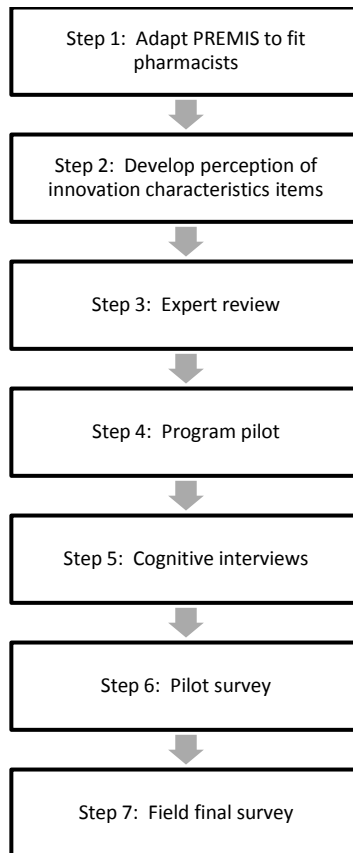 Step 1:  Adapt PREMIS to fit
pharmacists
Step 2:  Develop perception of
innovation characteristics items
Step 3:  Expert review
Step 4:  Program pilot
Step 5:  Cognitive interviews
Step 6:  Pilot survey
Step 7:  Field final survey